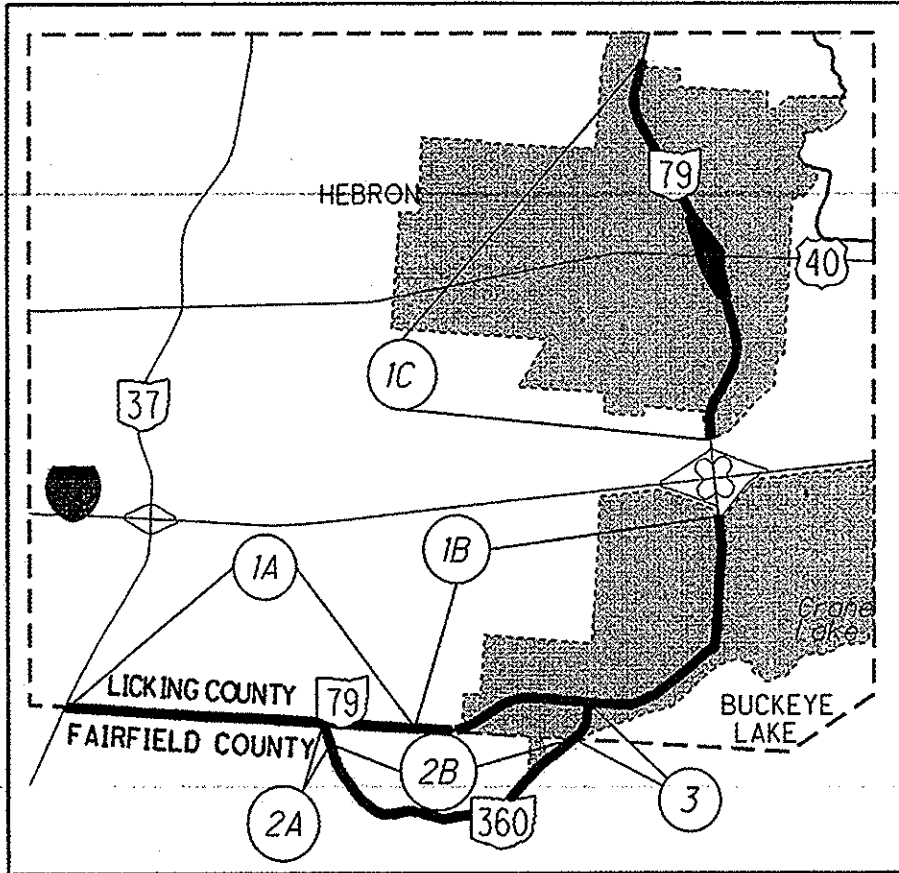 79
HEBRON
40
1C
37
1B
1A
Crane
Lake
LICKING COUNTY
79
BUCKEYE
LAKE
FAIRFIELD COUNTY
2B
3
2A
360